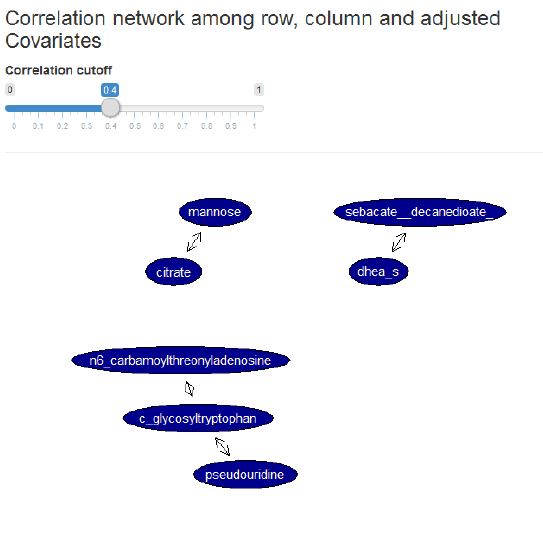 Correlation network among row, column and adjusted
Covariates
Correlation cutoff
0 0.4 1
0 0.1 0.2 0.3 0.4 0.5 0.6 0.7 0.8 0.9 1
mannose sebacate__decanedioate_
citrate dhea_s
n6_carbamoylthreonyladenosine
c_glycosyltryptophan
pseudouridine